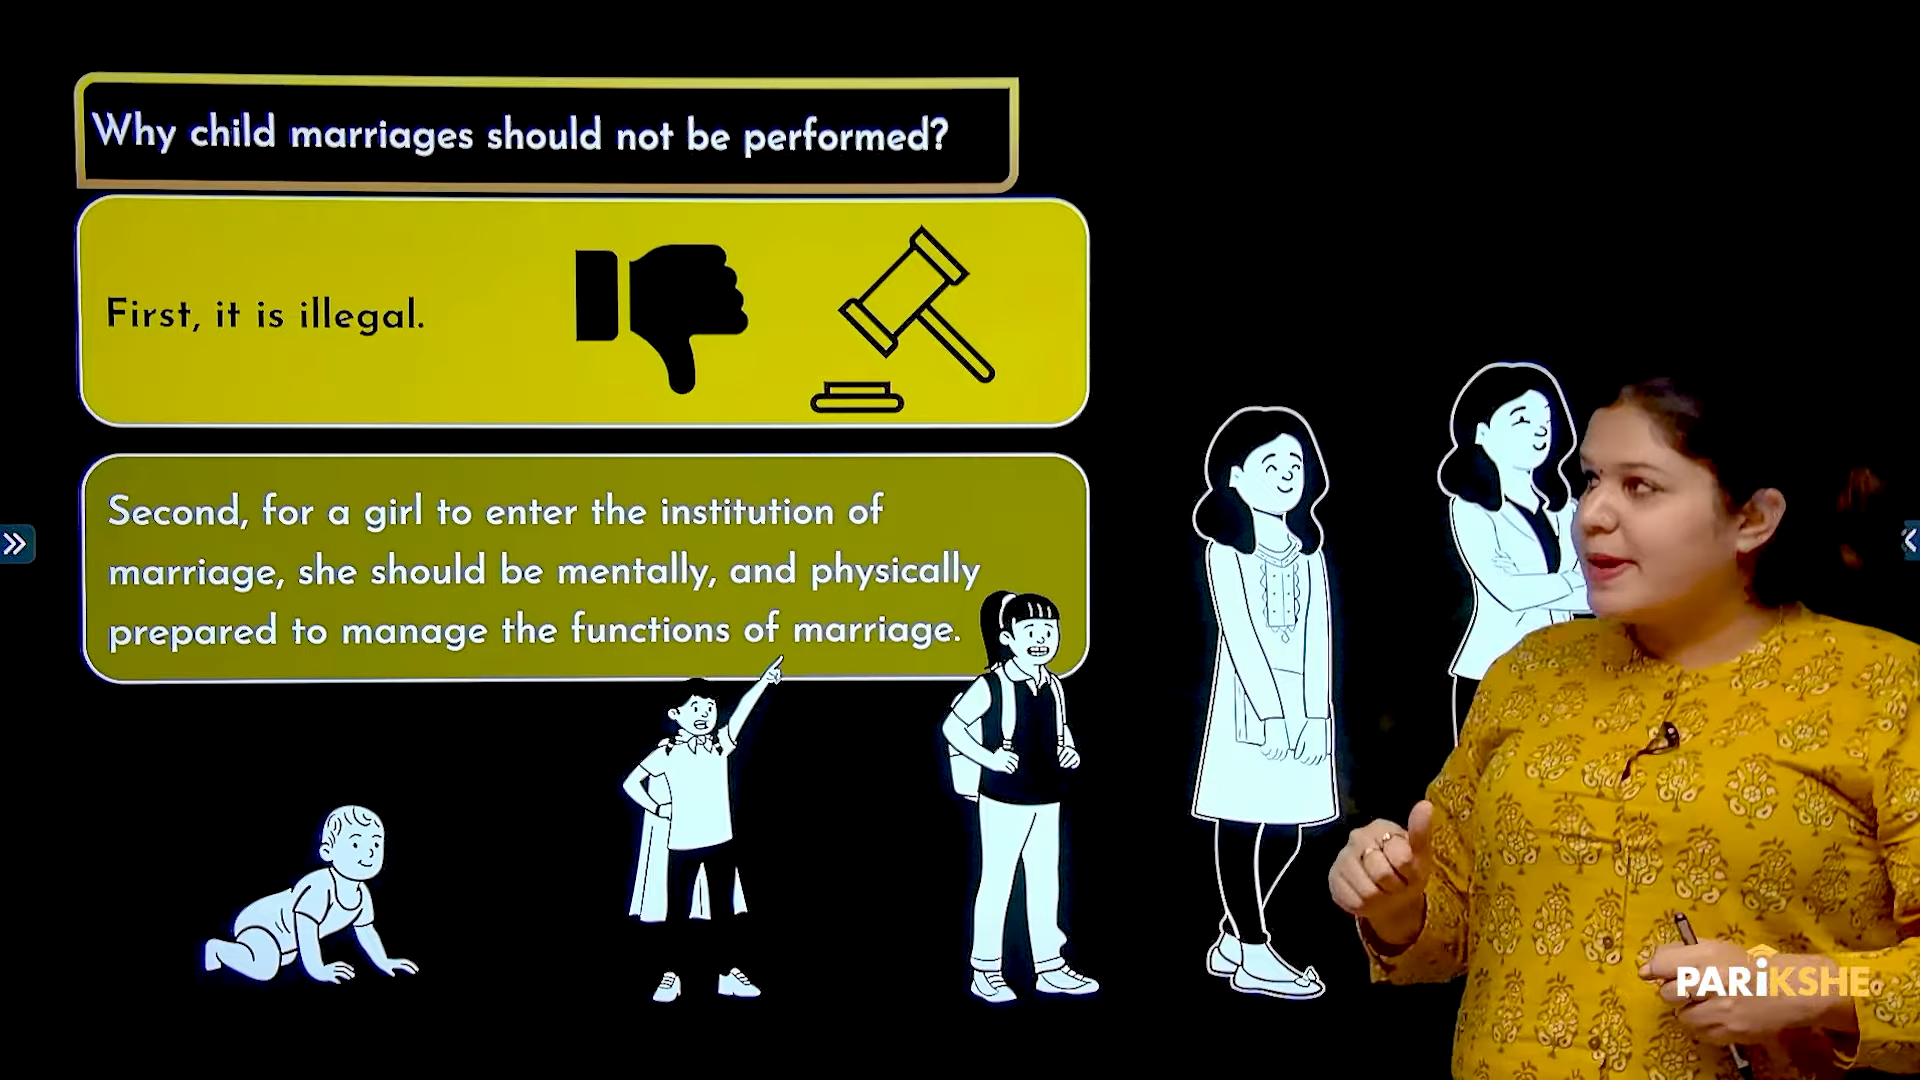 Why child marriages should not be performed?
First, it is illegal.
Second, for a girl to enter the institution of
marriage, she should be mentally, and physically
prepared to manage the functions of marriage.
PARiKSHE